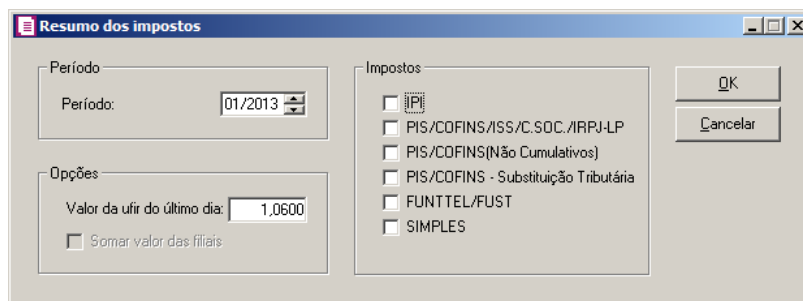 Resumo dos impostos
Período
Período: 01/2013
Opções
Valor da ufir do último dia: 1,0600
Somar valor das filiais
Impostos
IPI
PIS/COFINS/ISS/C.SOC./IRPJ-LP
PIS/COFINS(Não Cumulativos)
PIS/COFINS - Substituição Tributária
FUNTTEL/FUST
SIMPLES
OK
Cancelar